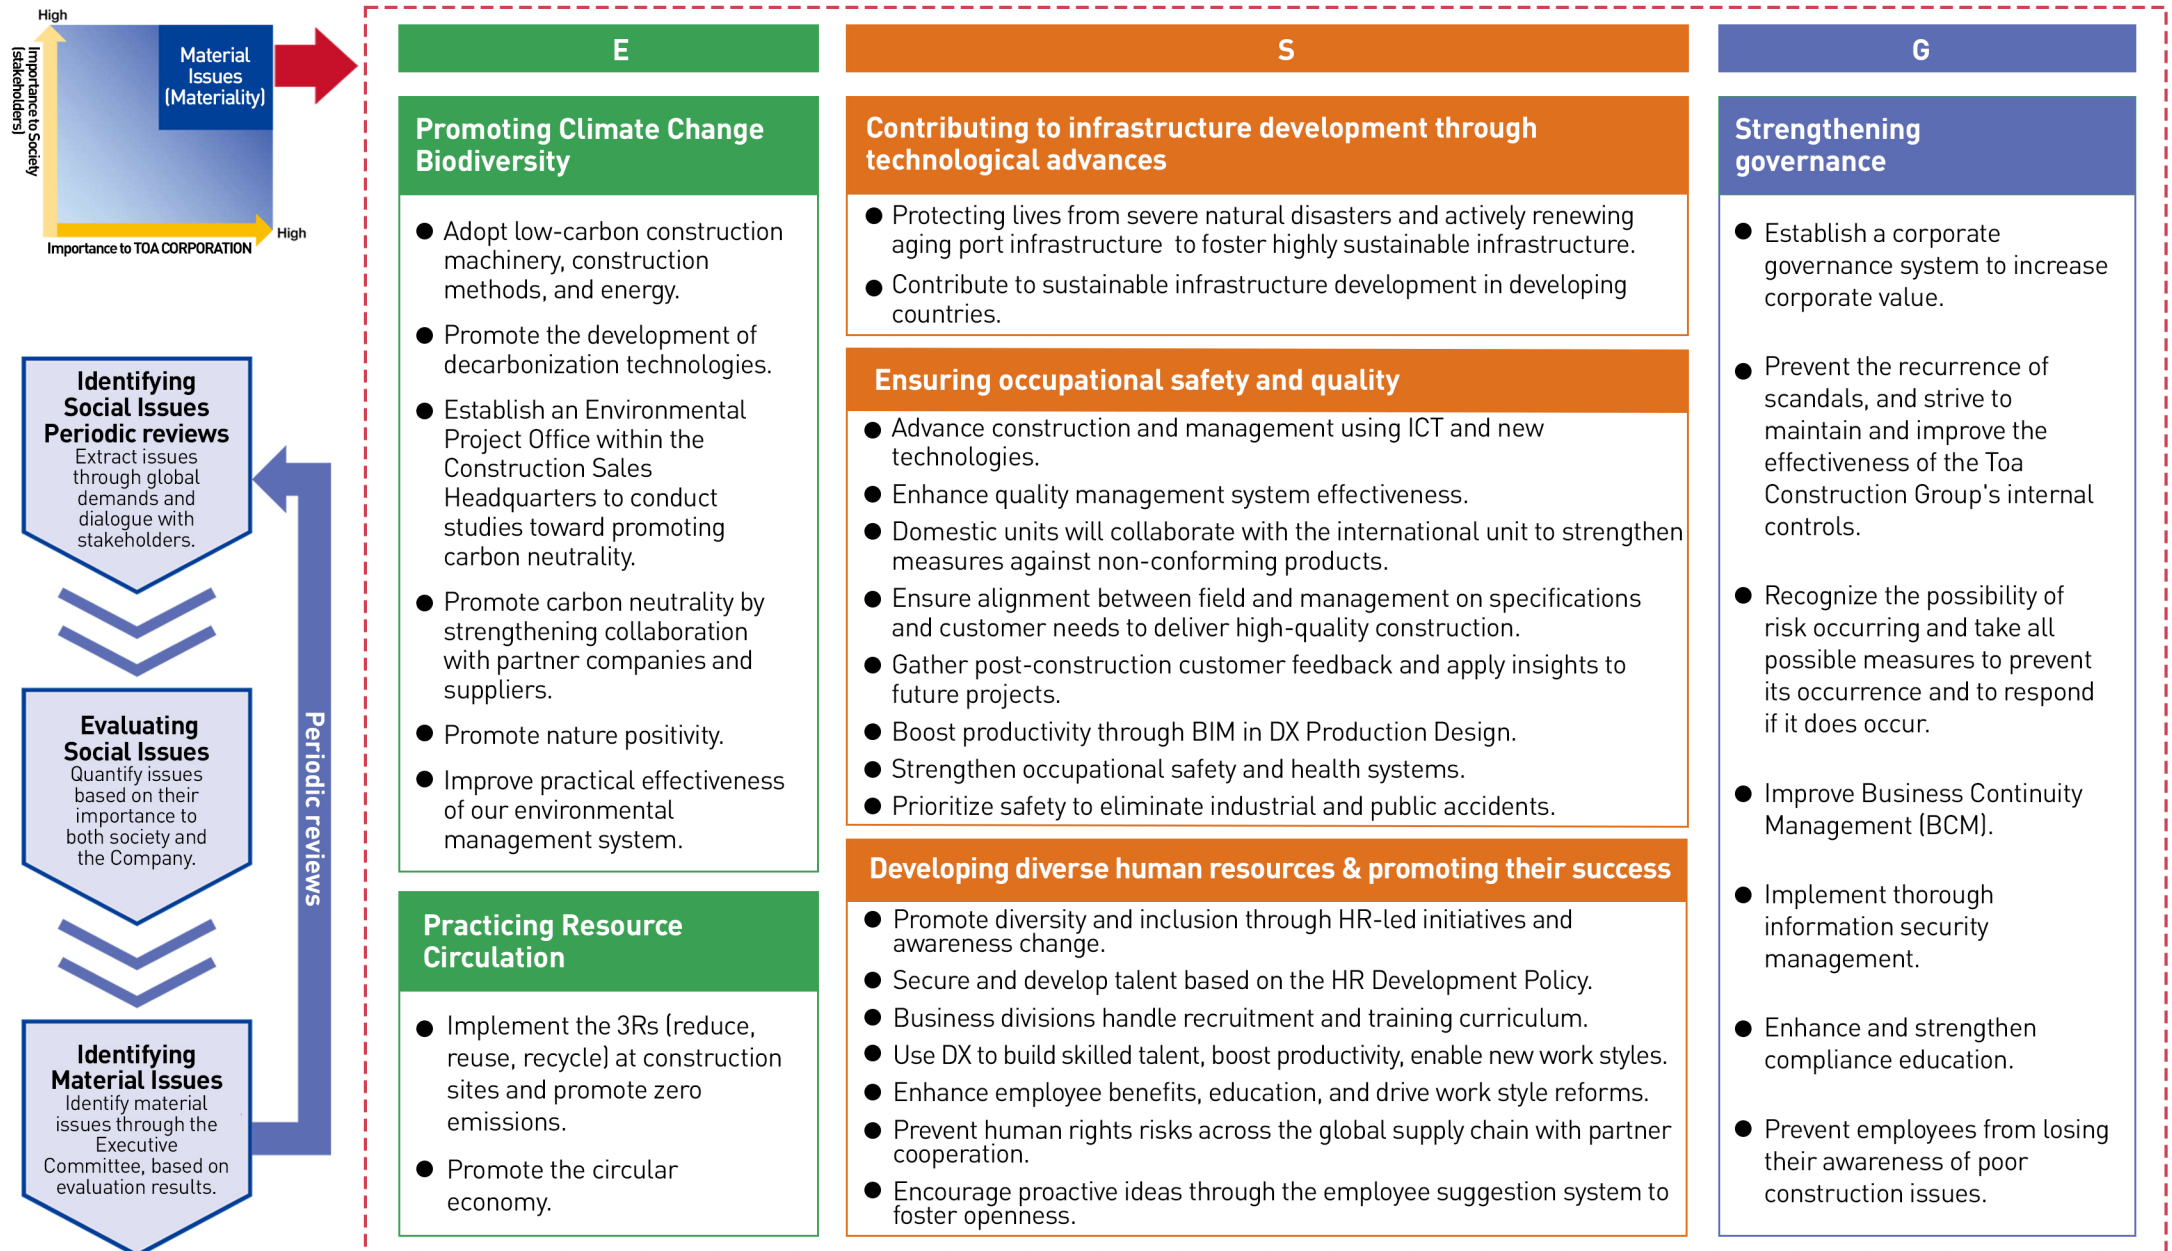 High
Importance to Society
(stakeholders)
Material
Issues
(Materiality)
High
Importance to TOA CORPORATION
Identifying
Social Issues
Periodic reviews
Extract issues
through global
demands and
dialogue with
stakeholders.
Evaluating
Social Issues
Quantify issues
based on their
importance to
both society and
the Company.
Identifying
Material Issues
Identify material
issues through the
Executive
Committee, based on
evaluation results.
Periodic reviews
E
Promoting Climate Change
Biodiversity
● Adopt low-carbon construction
machinery, construction
methods, and energy.
● Promote the development of
decarbonization technologies.
● Establish an Environmental
Project Office within the
Construction Sales
Headquarters to conduct
studies toward promoting
carbon neutrality.
● Promote carbon neutrality by
strengthening collaboration
with partner companies and
suppliers.
● Promote nature positivity.
● Improve practical effectiveness
of our environmental
management system.
Practicing Resource
Circulation
● Implement the 3Rs (reduce,
reuse, recycle) at construction
sites and promote zero
emissions.
● Promote the circular
economy.
S
Contributing to infrastructure development through
technological advances
● Protecting lives from severe natural disasters and actively renewing
aging port infrastructure to foster highly sustainable infrastructure.
● Contribute to sustainable infrastructure development in developing
countries.
Ensuring occupational safety and quality
● Advance construction and management using ICT and new
technologies.
● Enhance quality management system effectiveness.
● Domestic units will collaborate with the international unit to strengthen
measures against non-conforming products.
● Ensure alignment between field and management on specifications
and customer needs to deliver high-quality construction.
● Gather post-construction customer feedback and apply insights to
future projects.
● Boost productivity through BIM in DX Production Design.
● Strengthen occupational safety and health systems.
● Prioritize safety to eliminate industrial and public accidents.
Developing diverse human resources & promoting their success
● Promote diversity and inclusion through HR-led initiatives and
awareness change.
● Secure and develop talent based on the HR Development Policy.
● Business divisions handle recruitment and training curriculum.
● Use DX to build skilled talent, boost productivity, enable new work styles.
● Enhance employee benefits, education, and drive work style reforms.
● Prevent human rights risks across the global supply chain with partner
cooperation.
● Encourage proactive ideas through the employee suggestion system to
foster openness.
G
Strengthening
governance
● Establish a corporate
governance system to increase
corporate value.
● Prevent the recurrence of
scandals, and strive to
maintain and improve the
effectiveness of the Toa
Construction Group's internal
controls.
● Recognize the possibility of
risk occurring and take all
possible measures to prevent
its occurrence and to respond
if it does occur.
● Improve Business Continuity
Management (BCM).
● Implement thorough
information security
management.
● Enhance and strengthen
compliance education.
● Prevent employees from losing
their awareness of poor
construction issues.